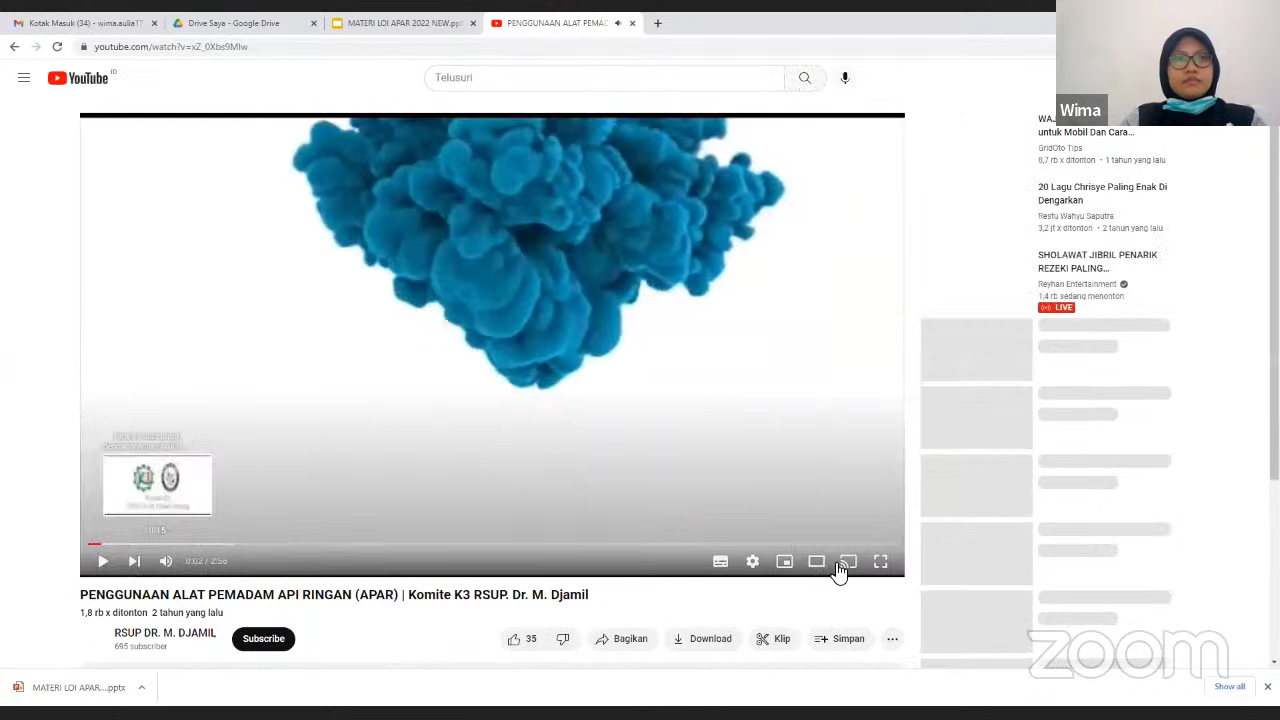 Kotak Masuk (34) - wima.aulia1
Drive Saya - Google Drive
MATERI LOI APAR 2022 NEW.ppt
PENGGUNAAN ALAT PEMAD
youtube.com/watch?v=xZ_0Xbs9MIw
YouTube ID
Telusuri
Wima
untuk Mobil Dan Cara...
GridOto Tips
8,7 rb x ditonton • 1 tahun yang lalu
20 Lagu Chrisye Paling Enak Di
Dengarkan
Restu Wahyu Saputra
3,2 jt x ditonton • 2 tahun yang lalu
SHOLAWAT JIBRIL PENARIK
REZEKI PALING...
Reyhan Entertainment
1,4 rb sedang menonton
LIVE
0:15
0:02 / 2:56
PENGGUNAAN ALAT PEMADAM API RINGAN (APAR) | Komite K3 RSUP. Dr. M. Djamil
1,8 rb x ditonton 2 tahun yang lalu
RSUP DR. M. DJAMIL
695 subscriber
Subscribe
35
Bagikan
Download
Klip
Simpan
zoom
MATERI LOI APAR....pptx
Show all